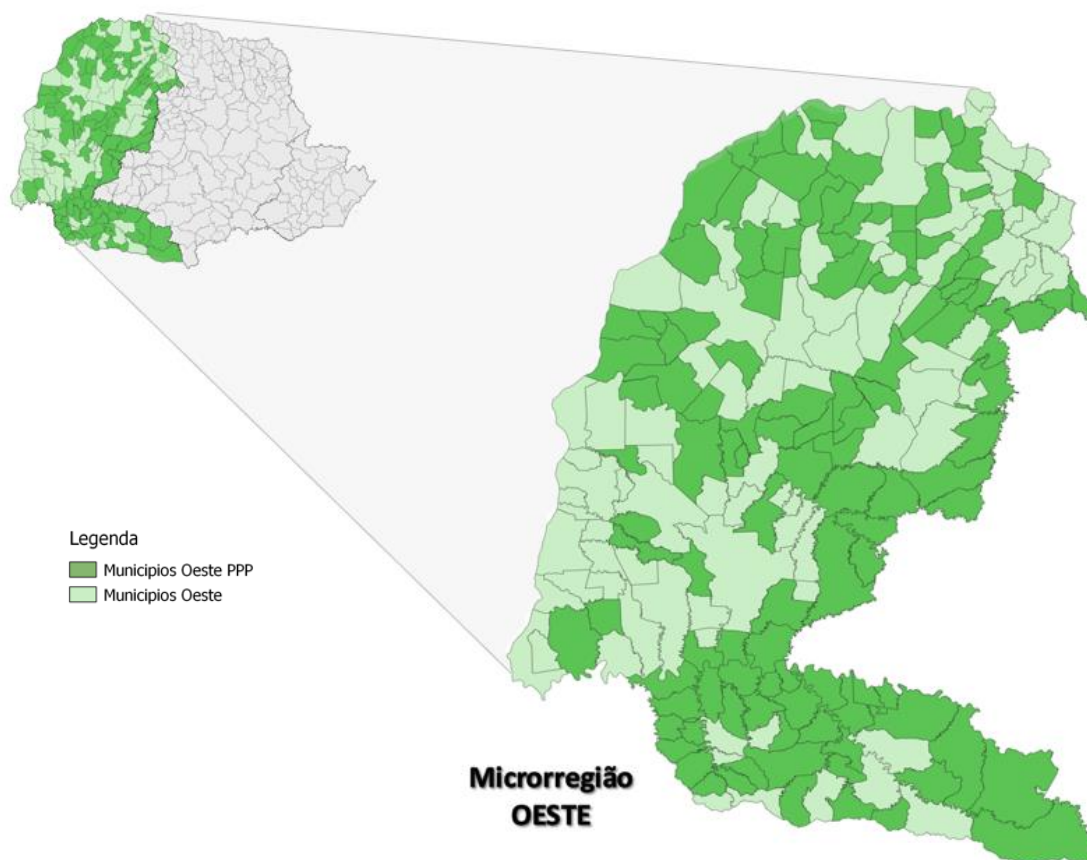 Legenda
Municipios Oeste PPP
Municipios Oeste
Microrregião
OESTE